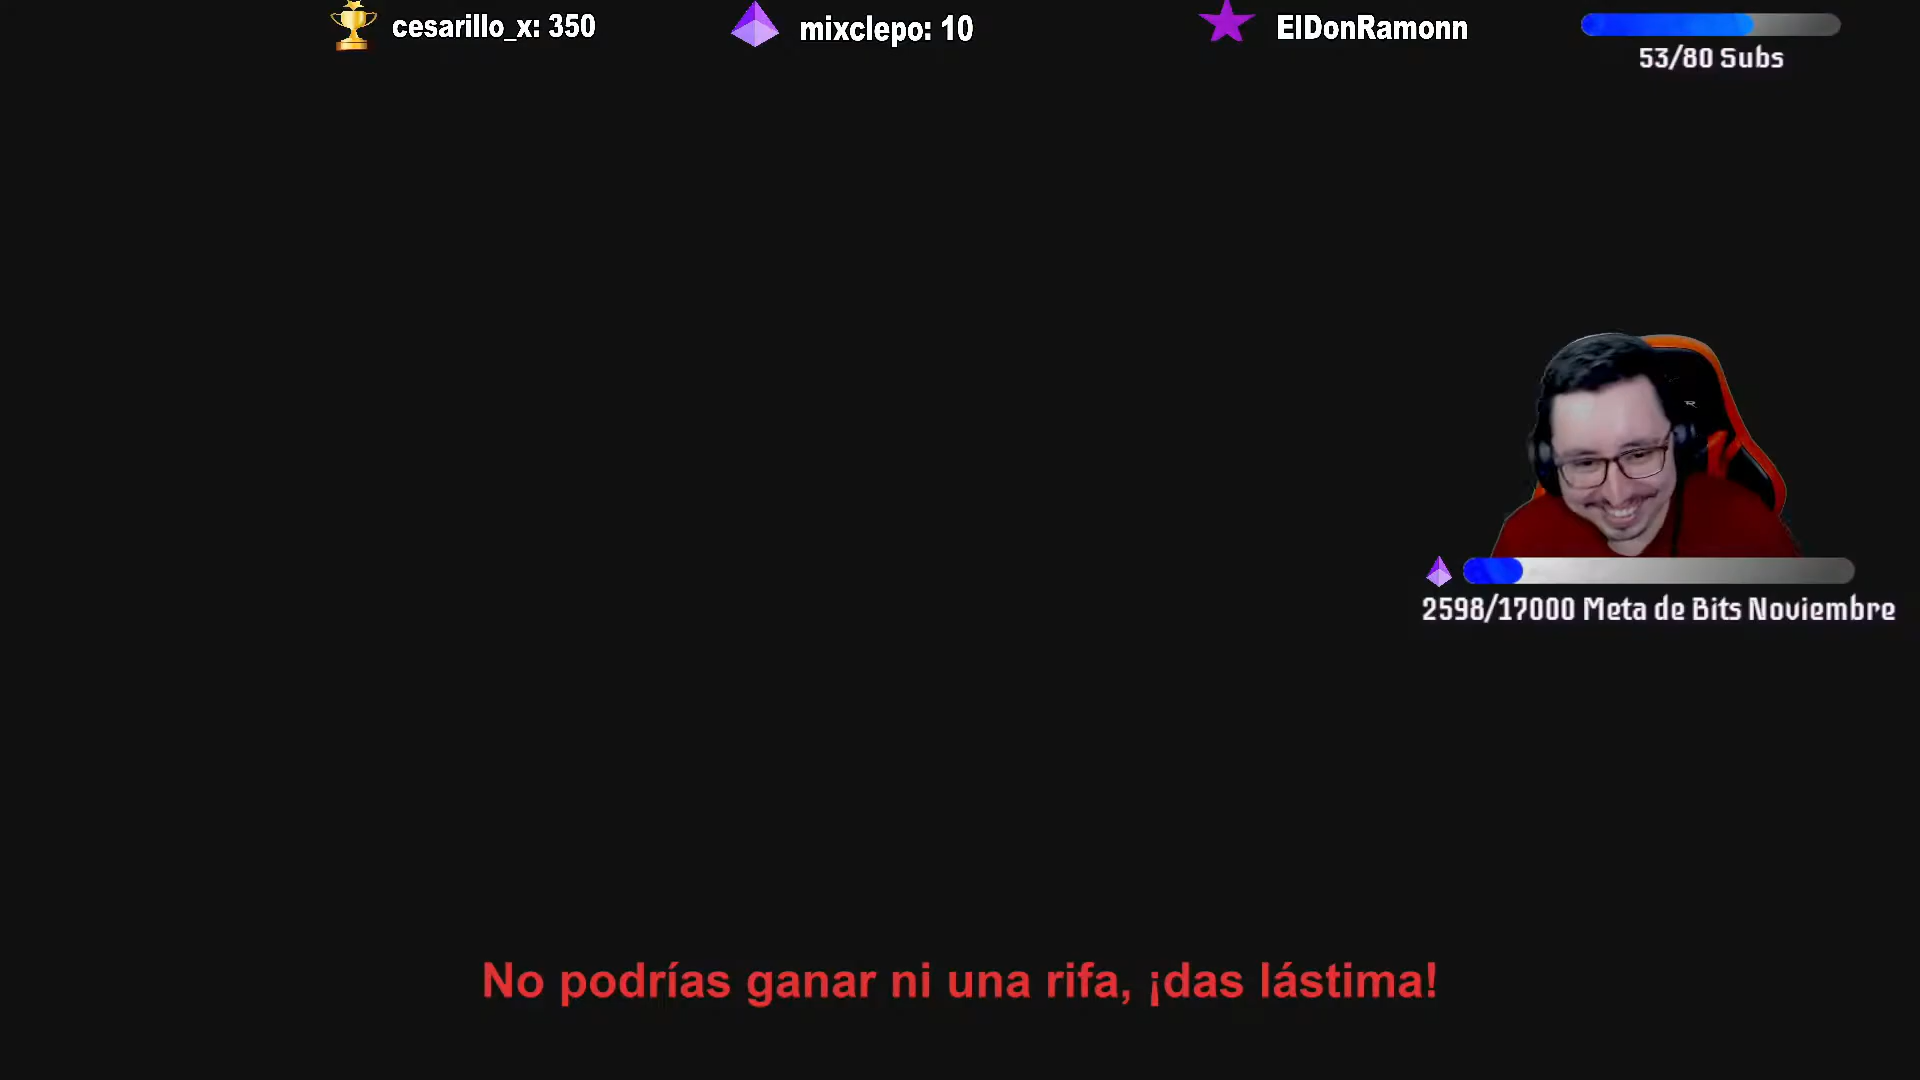 cesarillo_x: 350
mixclepo: 10
ElDonRamonn
53/80 Subs
2598/17000 Meta de Bits Noviembre
No podrías ganar ni una rifa, ¡das lástima!